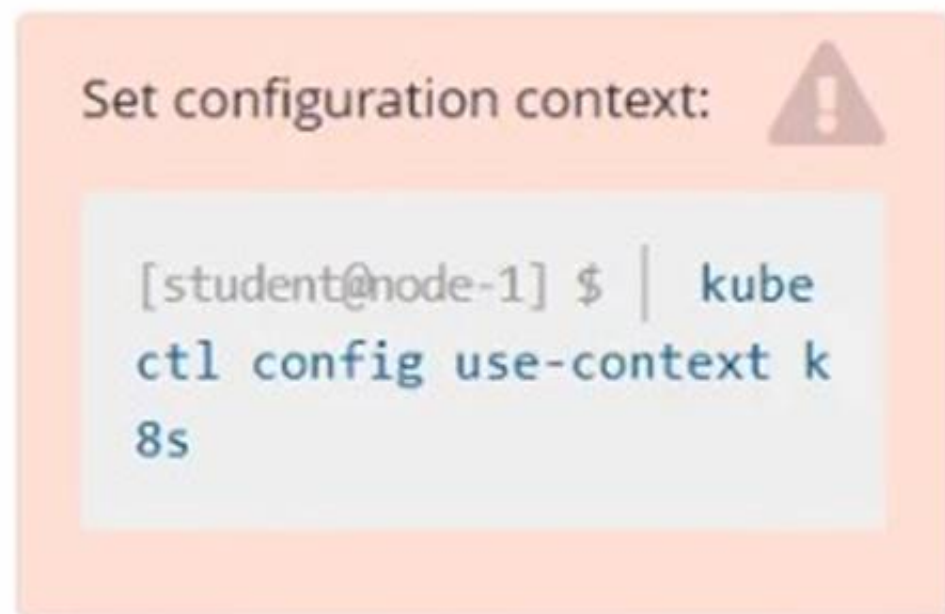 Set configuration context:
[student@node-1] $ | kube
ctl config use-context k
8s